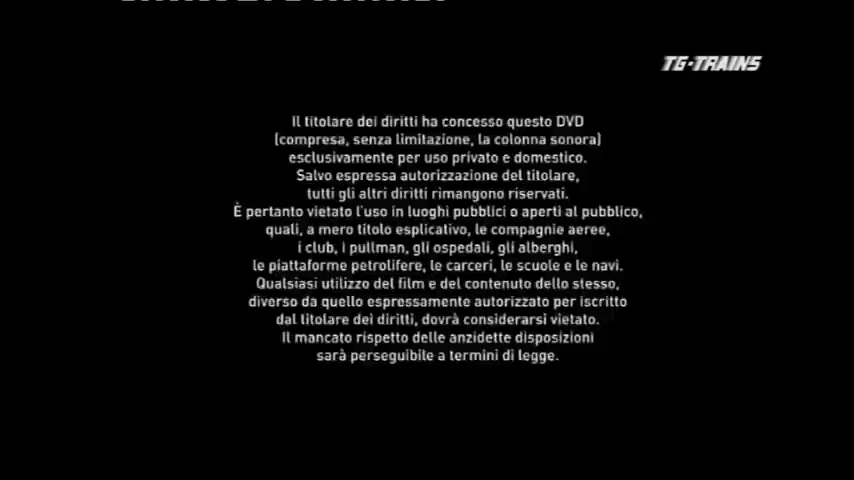 TG-TRAINS
Il titolare dei diritti ha concesso questo DVD
(compresa, senza limitazione, la colonna sonora)
esclusivamente per uso privato e domestico.
Salvo espressa autorizzazione del titolare,
tutti gli altri diritti rimangono riservati.
È pertanto vietato l'uso in luoghi pubblici o aperti al pubblico,
quali, a mero titolo esplicativo, le compagnie aeree,
i club, i pullman, gli ospedali, gli alberghi,
le piattaforme petrolifere, le carceri, le scuole e le navi.
Qualsiasi utilizzo del film e del contenuto dello stesso,
diverso da quello espressamente autorizzato per iscritto
dal titolare dei diritti, dovrà considerarsi vietato.
Il mancato rispetto delle anzidette disposizioni
sarà perseguibile a termini di legge.